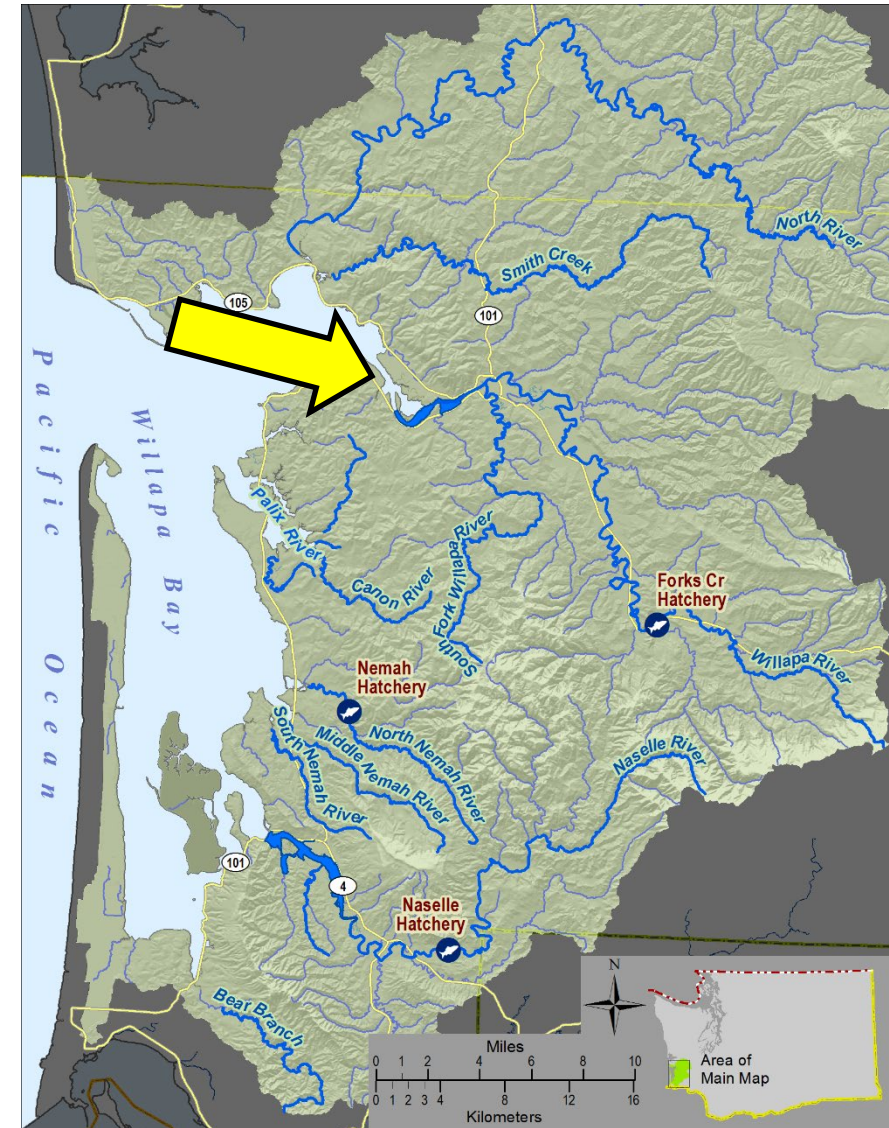 North River
Smith Creek
105
101
Pacific Ocean
Willapa Bay
Palix River
Canon River
South Fork Willapa River
Forks Cr
Hatchery
Willapa River
Nemah
Hatchery
North Nemah River
Middle Nemah River
South Nemah River
Naselle River
101
4
Naselle
Hatchery
Bear Branch
N
Miles
0 1 2 4 6 8 10
0 1 2 3 4 8 12 16
Kilometers
Area of
Main Map